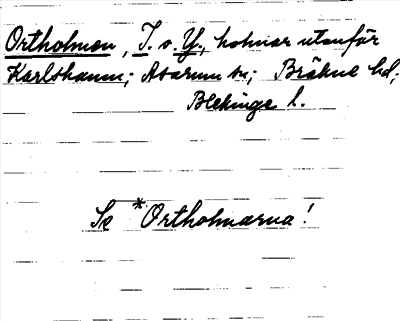 Ortholmen, I. o. Y., holmar utanför
Karlshamn; Asarums sn; Bräkne hd;
Blekinge l.
Se *Ortholmarna!